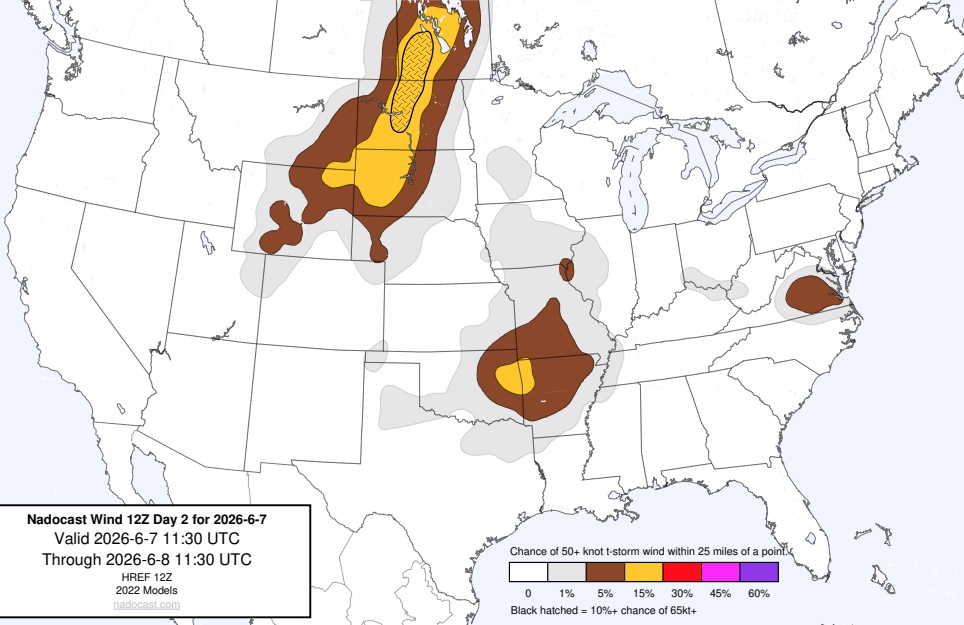 Nadocast Wind 12Z Day 2 for 2026-6-7
Valid 2026-6-7 11:30 UTC
Through 2026-6-8 11:30 UTC
HREF 12Z
2022 Models
nadocast.com
Chance of 50+ knot t-storm wind within 25 miles of a point.
0 1% 5% 15% 30% 45% 60%
Black hatched = 10%+ chance of 65kt+